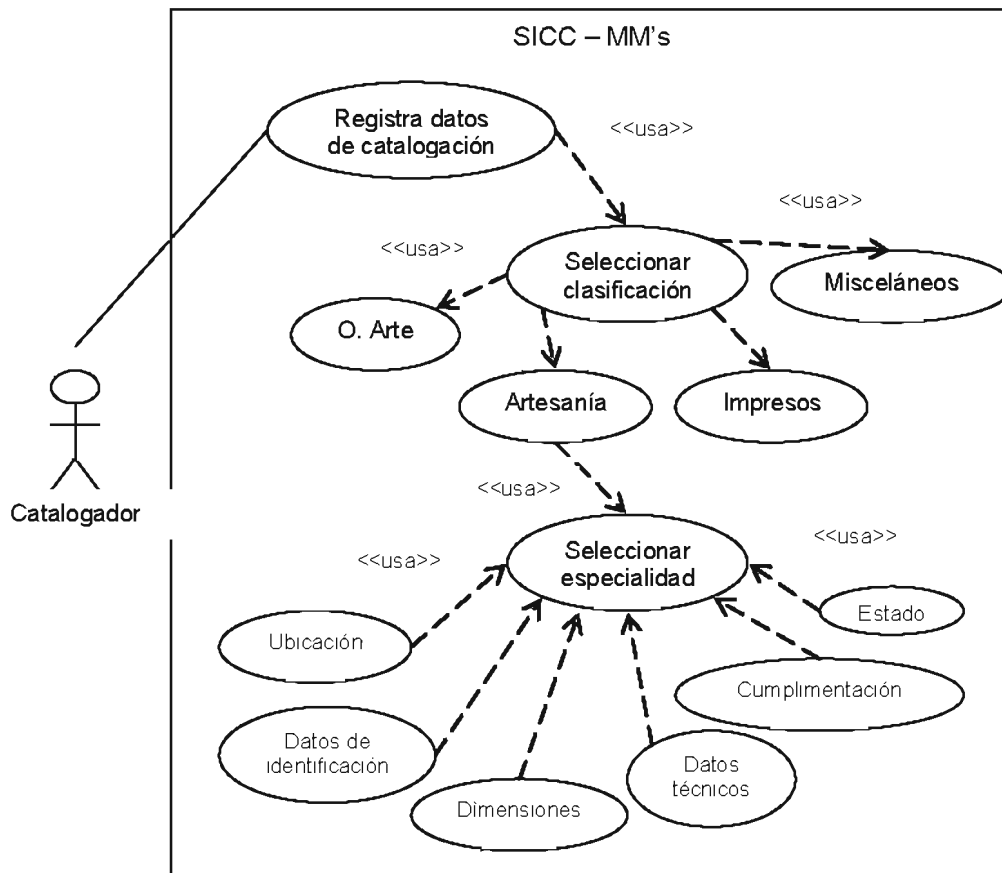 SICC – MM's
Registra datos
de catalogación
<<usa>>
<<usa>>
<<usa>>
Seleccionar
clasificación
Misceláneos
O. Arte
Artesanía
Impresos
Catalogador
<<usa>>
<<usa>>
<<usa>>
Seleccionar
especialidad
Estado
Ubicación
Cumplimentación
Datos de
identificación
Datos
técnicos
Dimensiones